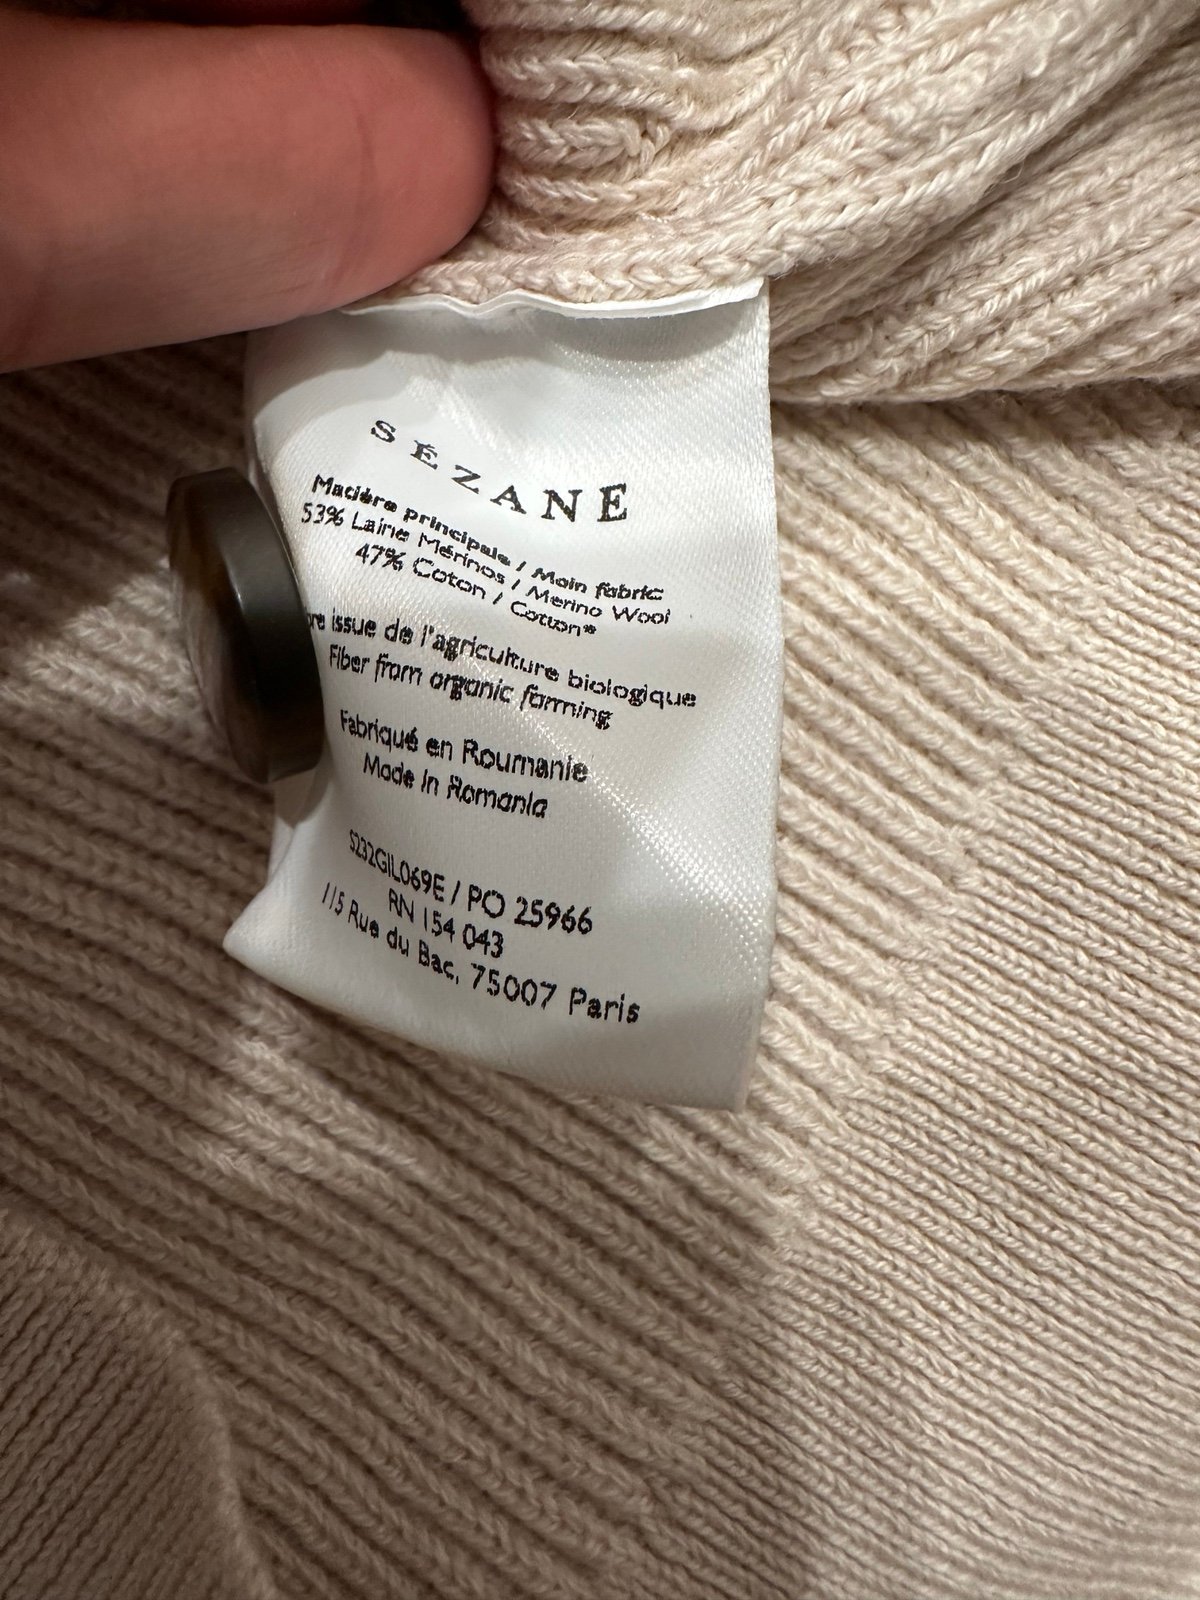 SÉZANE
Matière principale / Main fabric
53% Laine Mérinos / Merino Wool
47% Coton / Cotton*
issue de l'agriculture biologique
Fiber from organic farming
Fabriqué en Roumanie
Made in Romania
S232GIL069E / PO 25966
RN 154 043
115 Rue du Bac, 75007 Paris